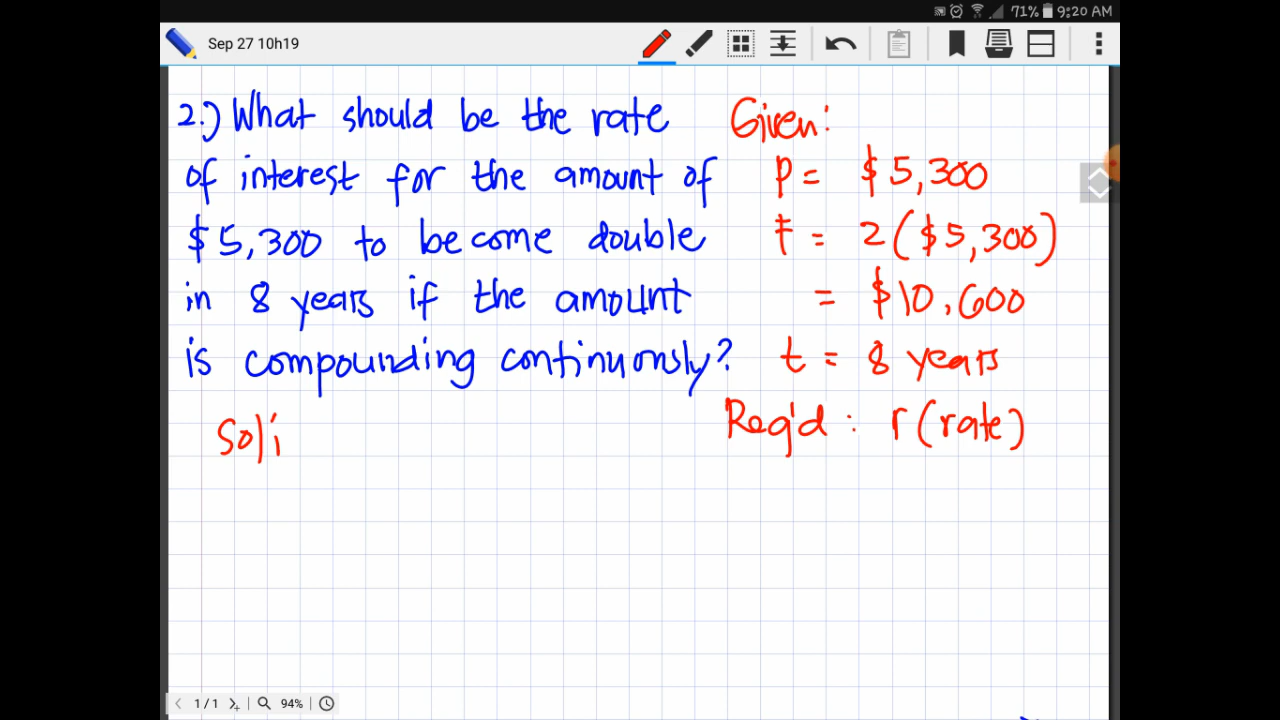 71% 9:20 AM
Sep 27 10h19
2.) What should be the rate
of interest for the amount of
$5,300 to become double
in 8 years if the amount
is compounding continuously?
Sol
Given:
P = $5,300
F = 2($5,300)
= $10,600
t = 8 years
Req'd : r (rate)
1/1 94%